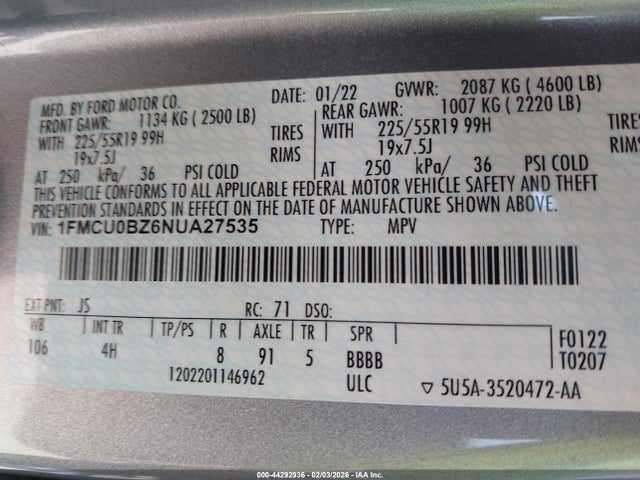 MFD. BY FORD MOTOR CO. DATE: 01/22 GVWR: 2087 KG ( 4600 LB)
FRONT GAWR: 1134 KG ( 2500 LB) REAR GAWR: 1007 KG ( 2220 LB)
WITH 225/55R19 99H TIRES WITH 225/55R19 99H TIRES
19x7.5J RIMS 19x7.5J RIMS
AT 250 kPa/ 36 PSI COLD AT 250 kPa/ 36 PSI COLD
THIS VEHICLE CONFORMS TO ALL APPLICABLE FEDERAL MOTOR VEHICLE SAFETY AND THEFT
PREVENTION STANDARDS IN EFFECT ON THE DATE OF MANUFACTURE SHOWN ABOVE.
VIN: 1FMCU0BZ6NUA27535 TYPE: MPV
EXT PNT: JS RC: 71 DSO:
WB INT TR TP/PS R AXLE TR SPR F0122
106 4H 8 91 5 BBBB T0207
1202201146962 ULC ▽ 5U5A-3520472-AA
000-44292936 - 02/03/2026 - IAA Inc.